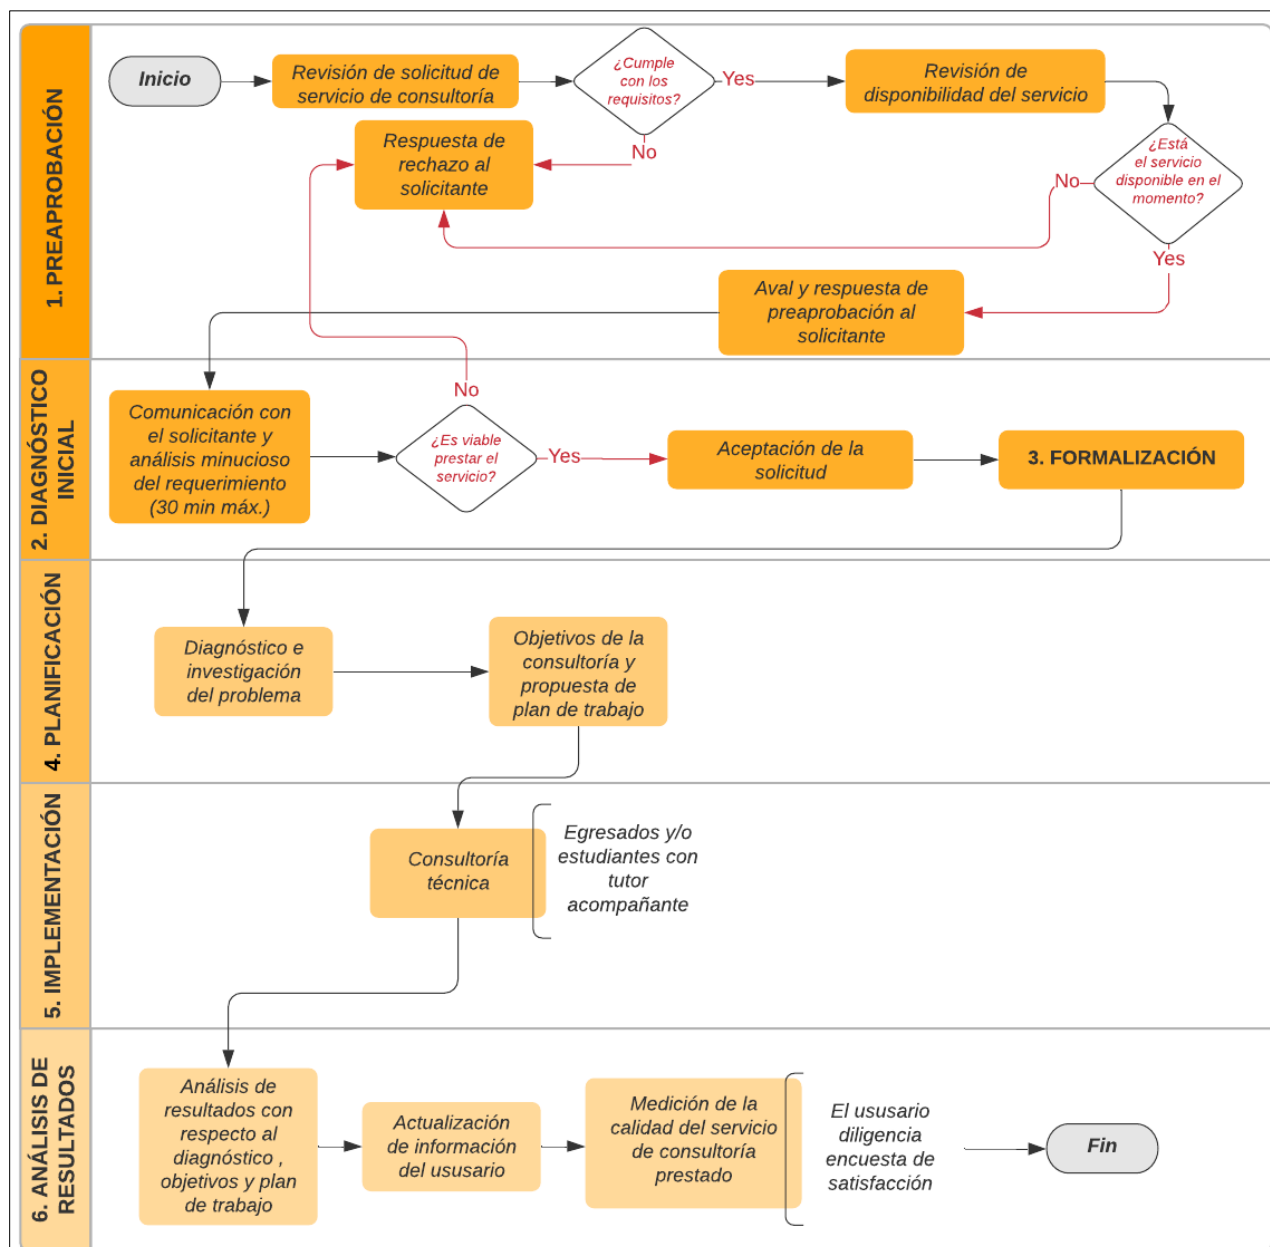 1. PREAPROBACIÓN
Inicio
Revisión de solicitud de
servicio de consultoría
¿Cumple
con los
requisitos?
Yes
No
Revisión de
disponibilidad del servicio
¿Está
el servicio
disponible en el
momento?
No
Yes
Respuesta de
rechazo al
solicitante
Aval y respuesta de
preaprobación al
solicitante
2. DIAGNÓSTICO
INICIAL
Comunicación con
el solicitante y
análisis minucioso
del requerimiento
(30 min máx.)
No
¿Es viable
prestar el
servicio?
Yes
Aceptación de la
solicitud
3. FORMALIZACIÓN
4. PLANIFICACIÓN
Diagnóstico e
investigación
del problema
Objetivos de la
consultoría y
propuesta de
plan de trabajo
5. IMPLEMENTACIÓN
Consultoría
técnica
Egresados y/o
estudiantes con
tutor
acompañante
6. ANÁLISIS DE
RESULTADOS
Análisis de
resultados con
respecto al
diagnóstico ,
objetivos y plan
de trabajo
Actualización
de información
del ususario
Medición de la
calidad del servicio
de consultoría
prestado
El ususario
diligencia
encuesta de
satisfacción
Fin